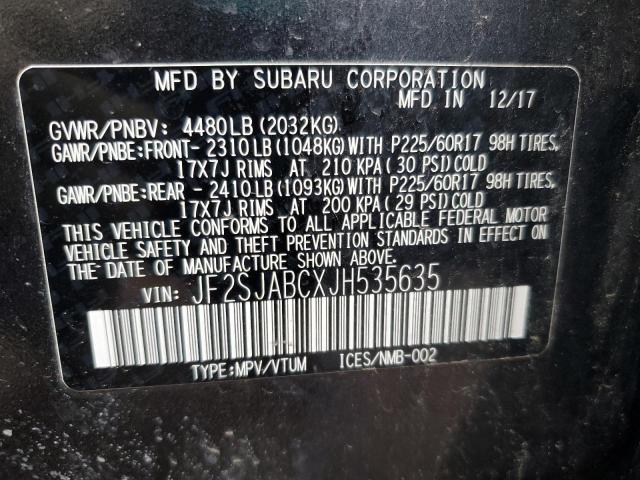 MFD BY SUBARU CORPORATION
MFD IN 12/17
GVWR/PNBV: 4480LB (2032KG)
GAWR/PNBE:FRONT- 2310LB (1048KG) WITH P225/60R17 98H TIRES,
17X7J RIMS AT 210 KPA (30 PSI) COLD
GAWR/PNBE:REAR - 2410LB (1093KG) WITH P225/60R17 98H TIRES,
17X7J RIMS AT 200 KPA (29 PSI) COLD
THIS VEHICLE CONFORMS TO ALL APPLICABLE FEDERAL MOTOR
VEHICLE SAFETY AND THEFT PREVENTION STANDARDS IN EFFECT ON
THE DATE OF MANUFACTURE SHOWN ABOVE.
VIN: JF2SJABCXJH535635
TYPE:MPV/VTUM ICES/NMB-002